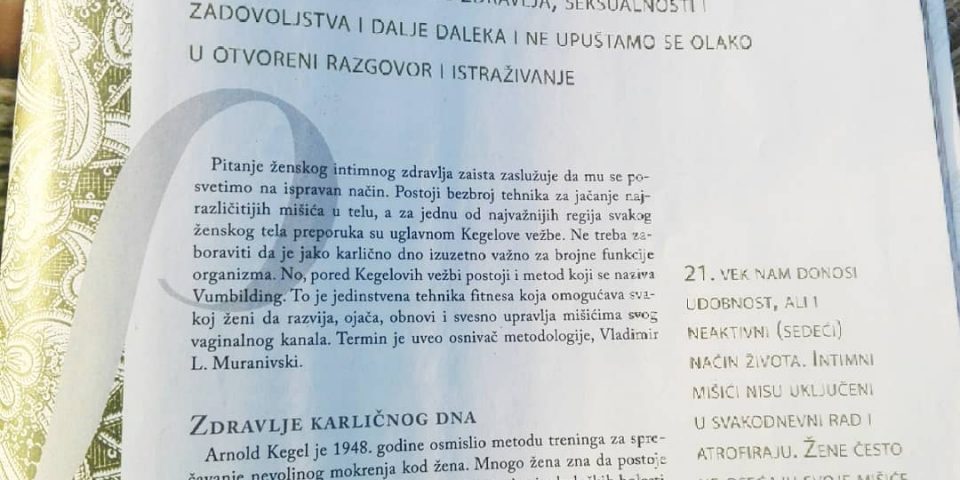 ZDRAVLJA, SEKSUALNOSTI I
ZADOVOLJSTVA I DALJE DALEKA I NE UPUŠTAMO SE OLAKO
U OTVORENI RAZGOVOR I ISTRAŽIVANJE
Pitanje ženskog intimnog zdravlja zaista zaslužuje da mu se po-
svetimo na ispravan način. Postoji bezbroj tehnika za jačanje naj-
različitijih mišića u telu, a za jednu od najvažnijih regija svakog
ženskog tela preporuka su uglavnom Kegelove vežbe. Ne treba za-
boraviti da je jako karlično dno izuzetno važno za brojne funkcije
organizma. No, pored Kegelovih vežbi postoji i metod koji se naziva
Vumbilding. To je jedinstvena tehnika fitnesa koja omogućava sva-
koj ženi da razvija, ojača, obnovi i svesno upravlja mišićima svog
vaginalnog kanala. Termin je uveo osnivač metodologije, Vladimir
L. Muranivski.
ZDRAVLJE KARLIČNOG DNA
Arnold Kegel je 1948. godine osmislio metodu treninga za spre-
čavanje nevoljnog mokrenja kod žena. Mnogo žena zna da postoje
21. VEK NAM DONOSI
UDOBNOST, ALI I
NEAKTIVNI (SEDEĆI)
NAČIN ŽIVOTA. INTIMNI
MIŠIĆI NISU UKLJUČENI
U SVAKODNEVNI RAD I
ATROFIRAJU. ŽENE ČESTO
NE OSEĆAJU SVOJE MIŠIĆE